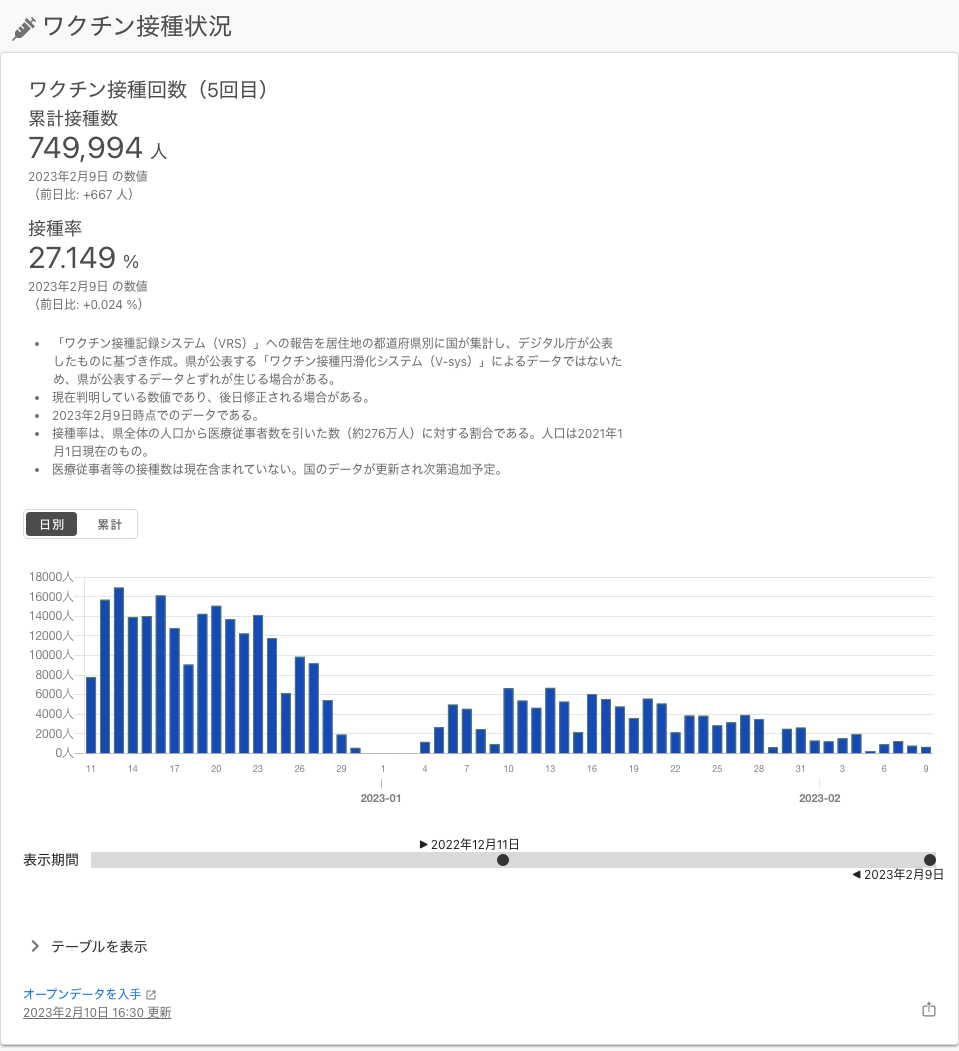 ワクチン接種状況
ワクチン接種回数（5回目）
累計接種数
749,994 人
2023年2月9日 の数値
（前日比: +667 人）
接種率
27.149 %
2023年2月9日 の数値
（前日比: +0.024 %）
• 「ワクチン接種記録システム（VRS）」への報告を居住地の都道府県別に国が集計し、デジタル庁が公表
したものに基づき作成。県が公表する「ワクチン接種円滑化システム（V-sys）」によるデータではないた
め、県が公表するデータとずれが生じる場合がある。
• 現在判明している数値であり、後日修正される場合がある。
• 2023年2月9日時点でのデータである。
• 接種率は、県全体の人口から医療従事者数を引いた数（約276万人）に対する割合である。人口は2021年1
月1日現在のもの。
• 医療従事者等の接種数は現在含まれていない。国のデータが更新され次第追加予定。
日別 累計
18000人
16000人
14000人
12000人
10000人
8000人
6000人
4000人
2000人
0人
11 14 17 20 23 26 29 1 4 7 10 13 16 19 22 25 28 31 3 6 9
2023-01 2023-02
▶ 2022年12月11日
表示期間
◀ 2023年2月9日
テーブルを表示
オープンデータを入手
2023年2月10日 16:30 更新